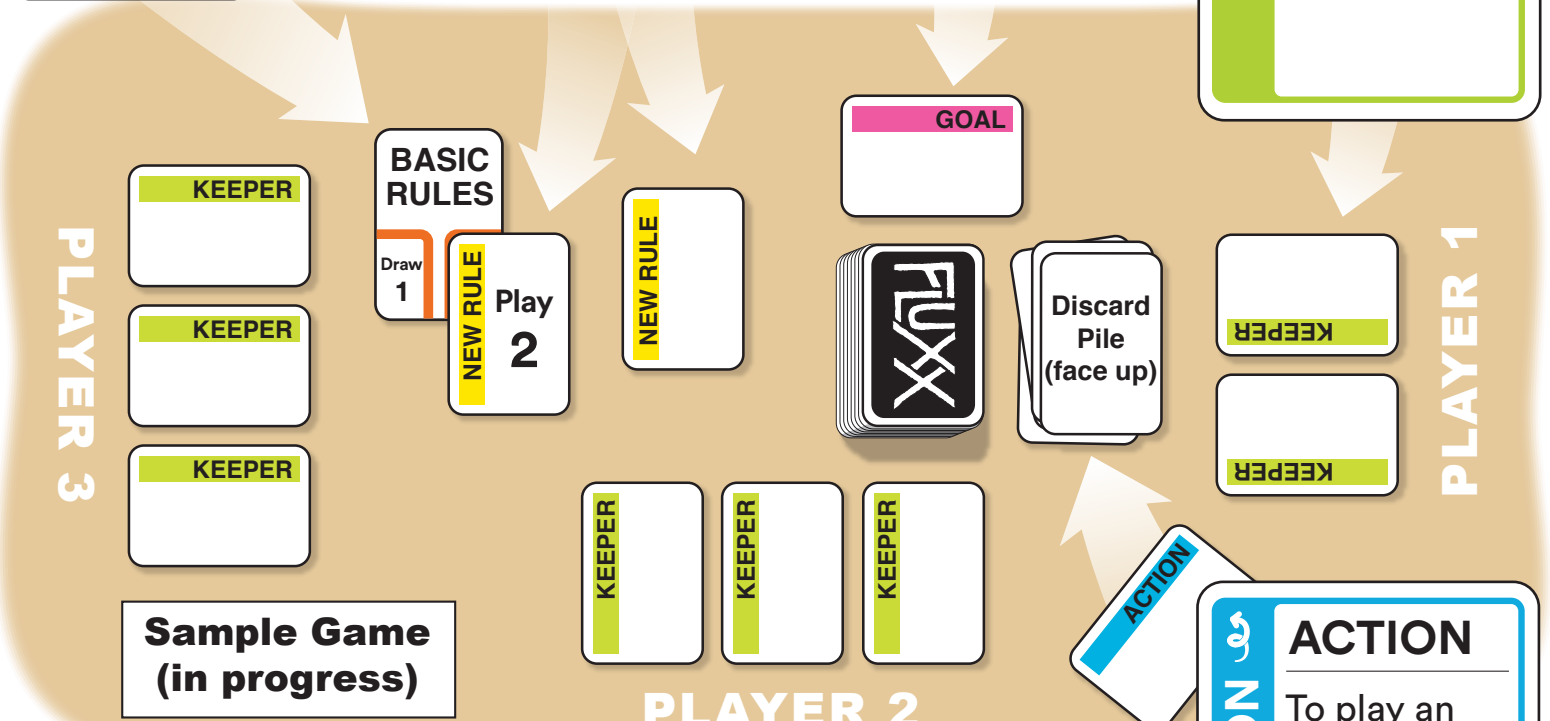 GOAL
BASIC
RULES
Draw
1
NEW RULE
Play
2
NEW RULE
KEEPER
KEEPER
KEEPER
PLAYER 3
FLUXX
Discard
Pile
(face up)
KEEPER
KEEPER
PLAYER 1
KEEPER
KEEPER
KEEPER
PLAYER 2
ACTION
Sample Game
(in progress)
ACTION
To play an